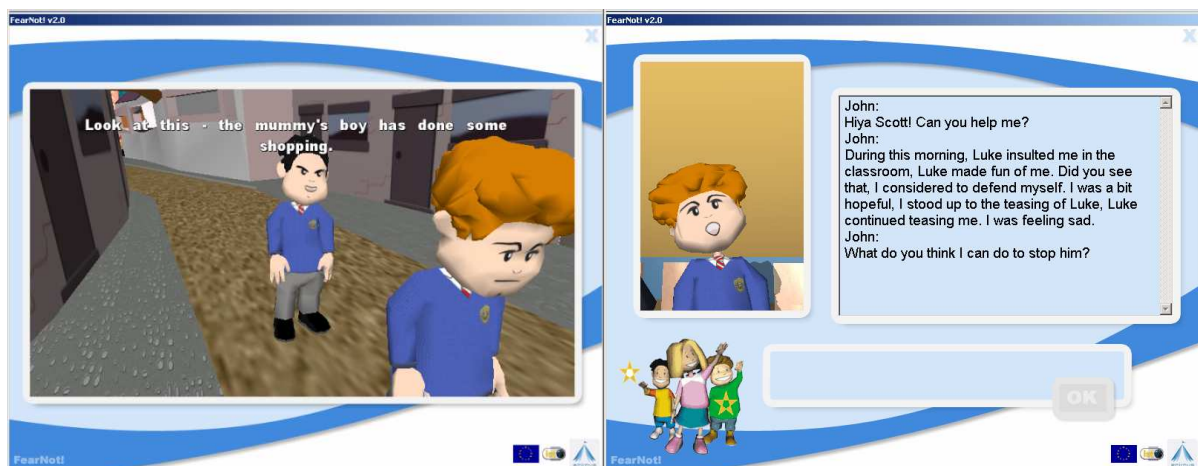 FearNot! v2.0
X
Look at this - the mummy's boy has done some
shopping.
FearNot!
FearNot! v2.0
X
John:
Hiya Scott! Can you help me?
John:
During this morning, Luke insulted me in the
classroom, Luke made fun of me. Did you see
that, I considered to defend myself. I was a bit
hopeful, I stood up to the teasing of Luke, Luke
continued teasing me. I was feeling sad.
John:
What do you think I can do to stop him?
OK
FearNot!